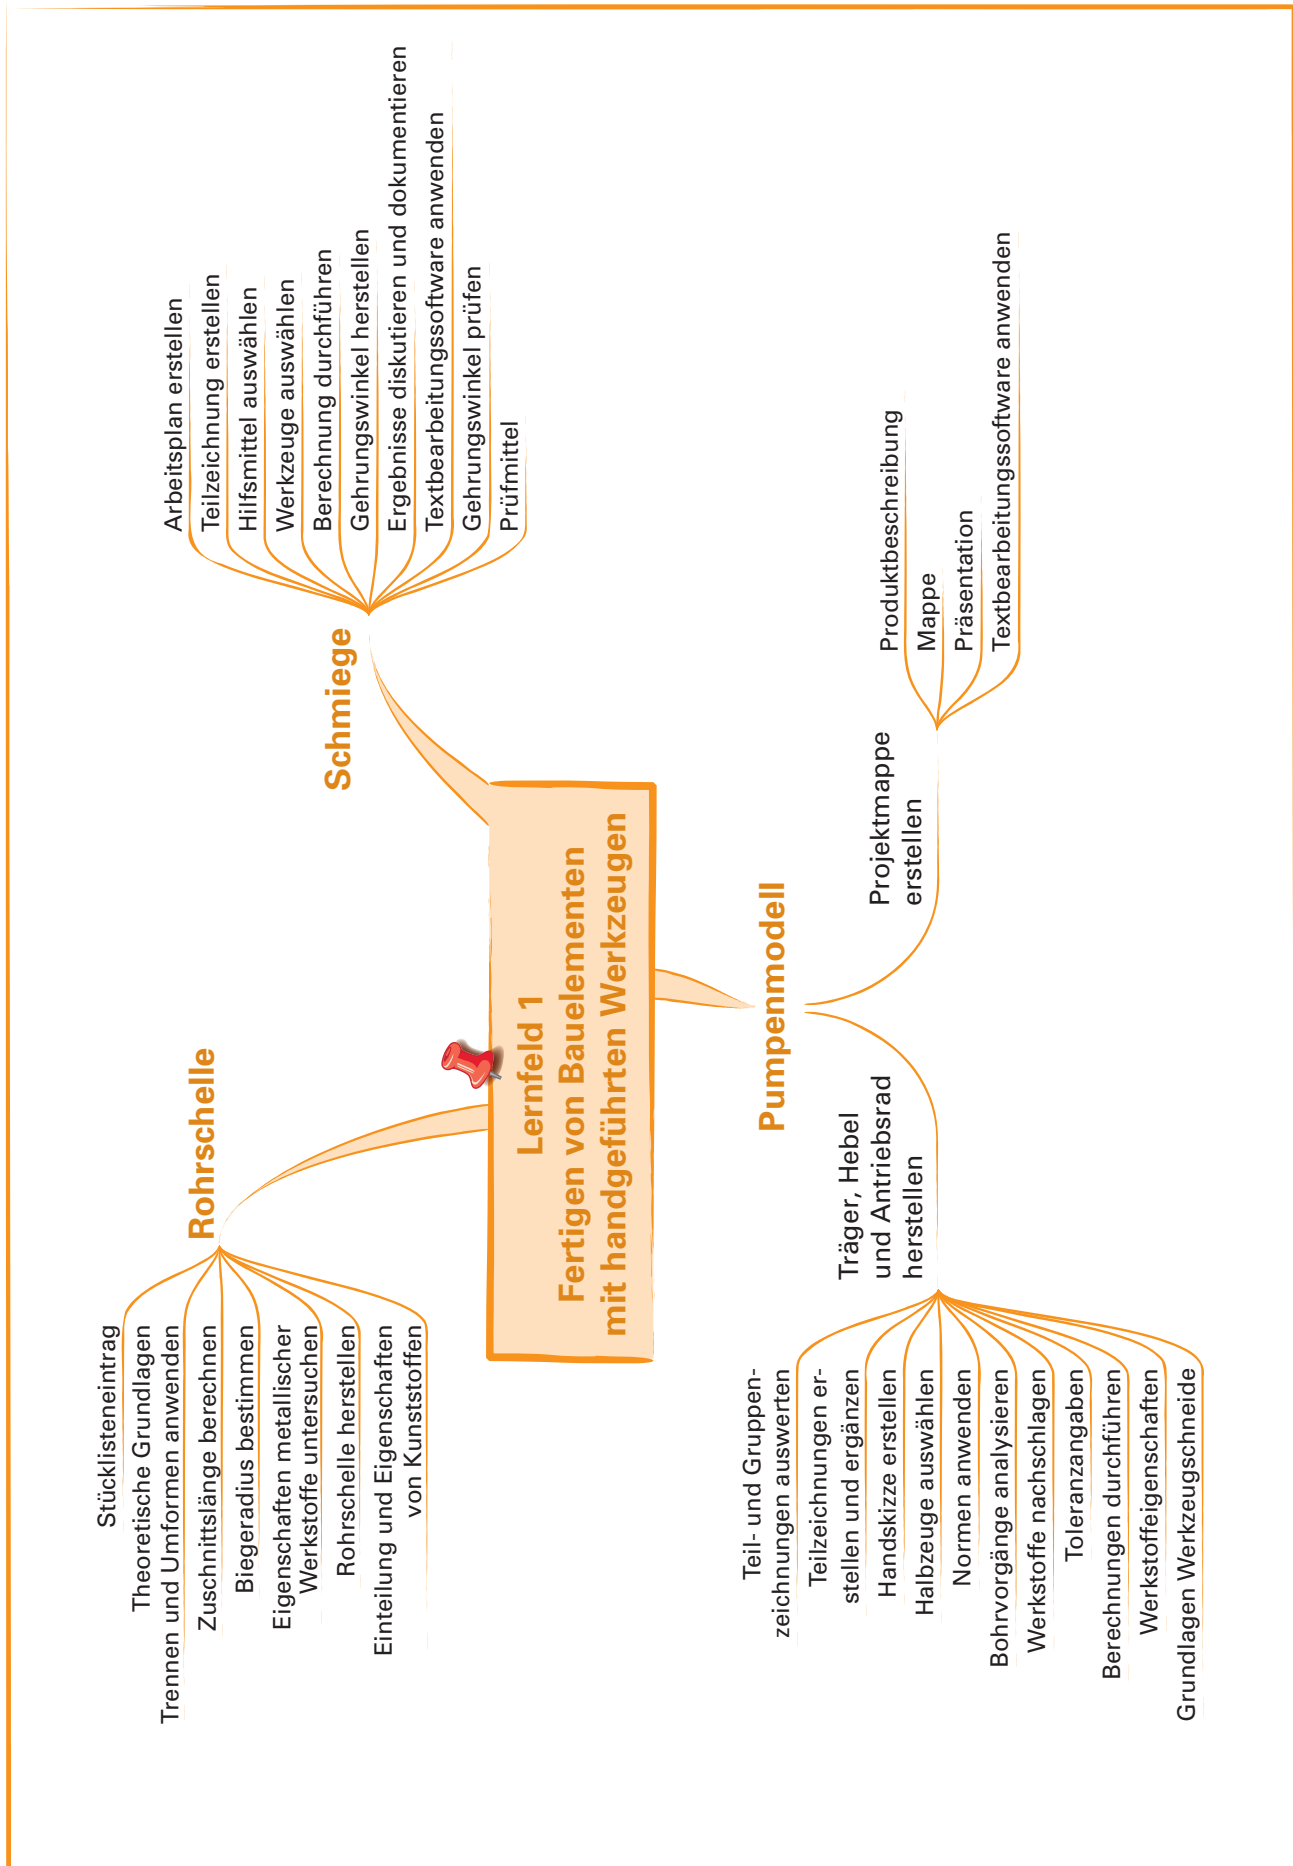 Lernfeld 1
Fertigen von Bauelementen
mit handgeführten Werkzeugen
Rohrschelle
Stücklisteneintrag
Theoretische Grundlagen
Trennen und Umformen anwenden
Zuschnittslänge berechnen
Biegeradius bestimmen
Eigenschaften metallischer
Werkstoffe untersuchen
Rohrschelle herstellen
Einteilung und Eigenschaften
von Kunststoffen
Schmiege
Arbeitsplan erstellen
Teilzeichnung erstellen
Hilfsmittel auswählen
Werkzeuge auswählen
Berechnung durchführen
Gehrungswinkel herstellen
Ergebnisse diskutieren und dokumentieren
Textbearbeitungssoftware anwenden
Gehrungswinkel prüfen
Prüfmittel
Pumpenmodell
Träger, Hebel
und Antriebsrad
herstellen
Teil- und Gruppen-
zeichnungen auswerten
Teilzeichnungen er-
stellen und ergänzen
Handskizze erstellen
Halbzeuge auswählen
Normen anwenden
Bohrvorgänge analysieren
Werkstoffe nachschlagen
Toleranzangaben
Berechnungen durchführen
Werkstoffeigenschaften
Grundlagen Werkzeugschneide
Projektmappe
erstellen
Produktbeschreibung
Mappe
Präsentation
Textbearbeitungssoftware anwenden